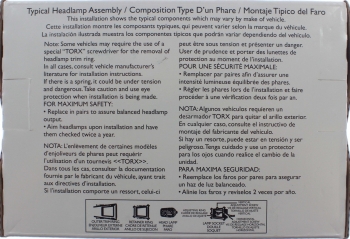 Typical Headlamp Assembly / Composition Type D'un Phare / Montaje Tipico del Faro
This installation shows the typical components which may vary by make of vehicle.
Cette installation montre les composants typiques, qui peuvent varier selon la marque du véhicule.
La instalación ilustrada muestra los componentes típicos que podrán variar dependiendo del vehículo.
Note: Some vehicles may require the use of a
special "TORX" screwdriver for the removal of
headlamp trim ring.
In all cases, consult vehicle manufacturer's
literature for installation instructions.
If there is a spring, it could be under tension
and dangerous. Take caution and use eye
protection when installation is being made.
FOR MAXIMUM SAFETY:
• Replace in pairs to assure balanced headlamp
output.
• Aim headlamps upon installation and have
them checked twice a year.
NOTA: L'enlèvement de certaines modèles
d'enjoliveurs de phares peut requérir
l'utilisation d'un tournevis <<TORX>>.
Dans tous les cas, consulter la documentation
fournie par le fabricant du véhicule, ayant trait
aux directives d'installation.
Si l'installation comporte un ressort, celui-ci
peut être sous tension et présenter un danger.
User de prudence et porter des lunettes de
protection au moment de l'installation.
POUR UNE SÉCURITÉ MAXIMALE:
• Remplacer par paires afin d'assurer une
intensité lumineuse équilibrée des phares.
• Régler les phares lors de l'installation et faire
procéder à une vérification deux fois par an.
NOTA: Algunos vehículos requieren un
desarmador TORX para quitar el arillo exterior.
En cualquier caso, consulte el instructivo de
montaje del fabricante del vehículo.
Si hay un resorte, puede estar en tensión y ser
peligroso. Tenga cuidado y use un protector
para los ojos cuando realice el cambio de la
unidad.
PARA MAXIMA SEGURIDAD:
• Reemplace los faros por pares para asegurar
un haz de luz balanceado.
• Alinie los faros y revíselos 2 veces por año.